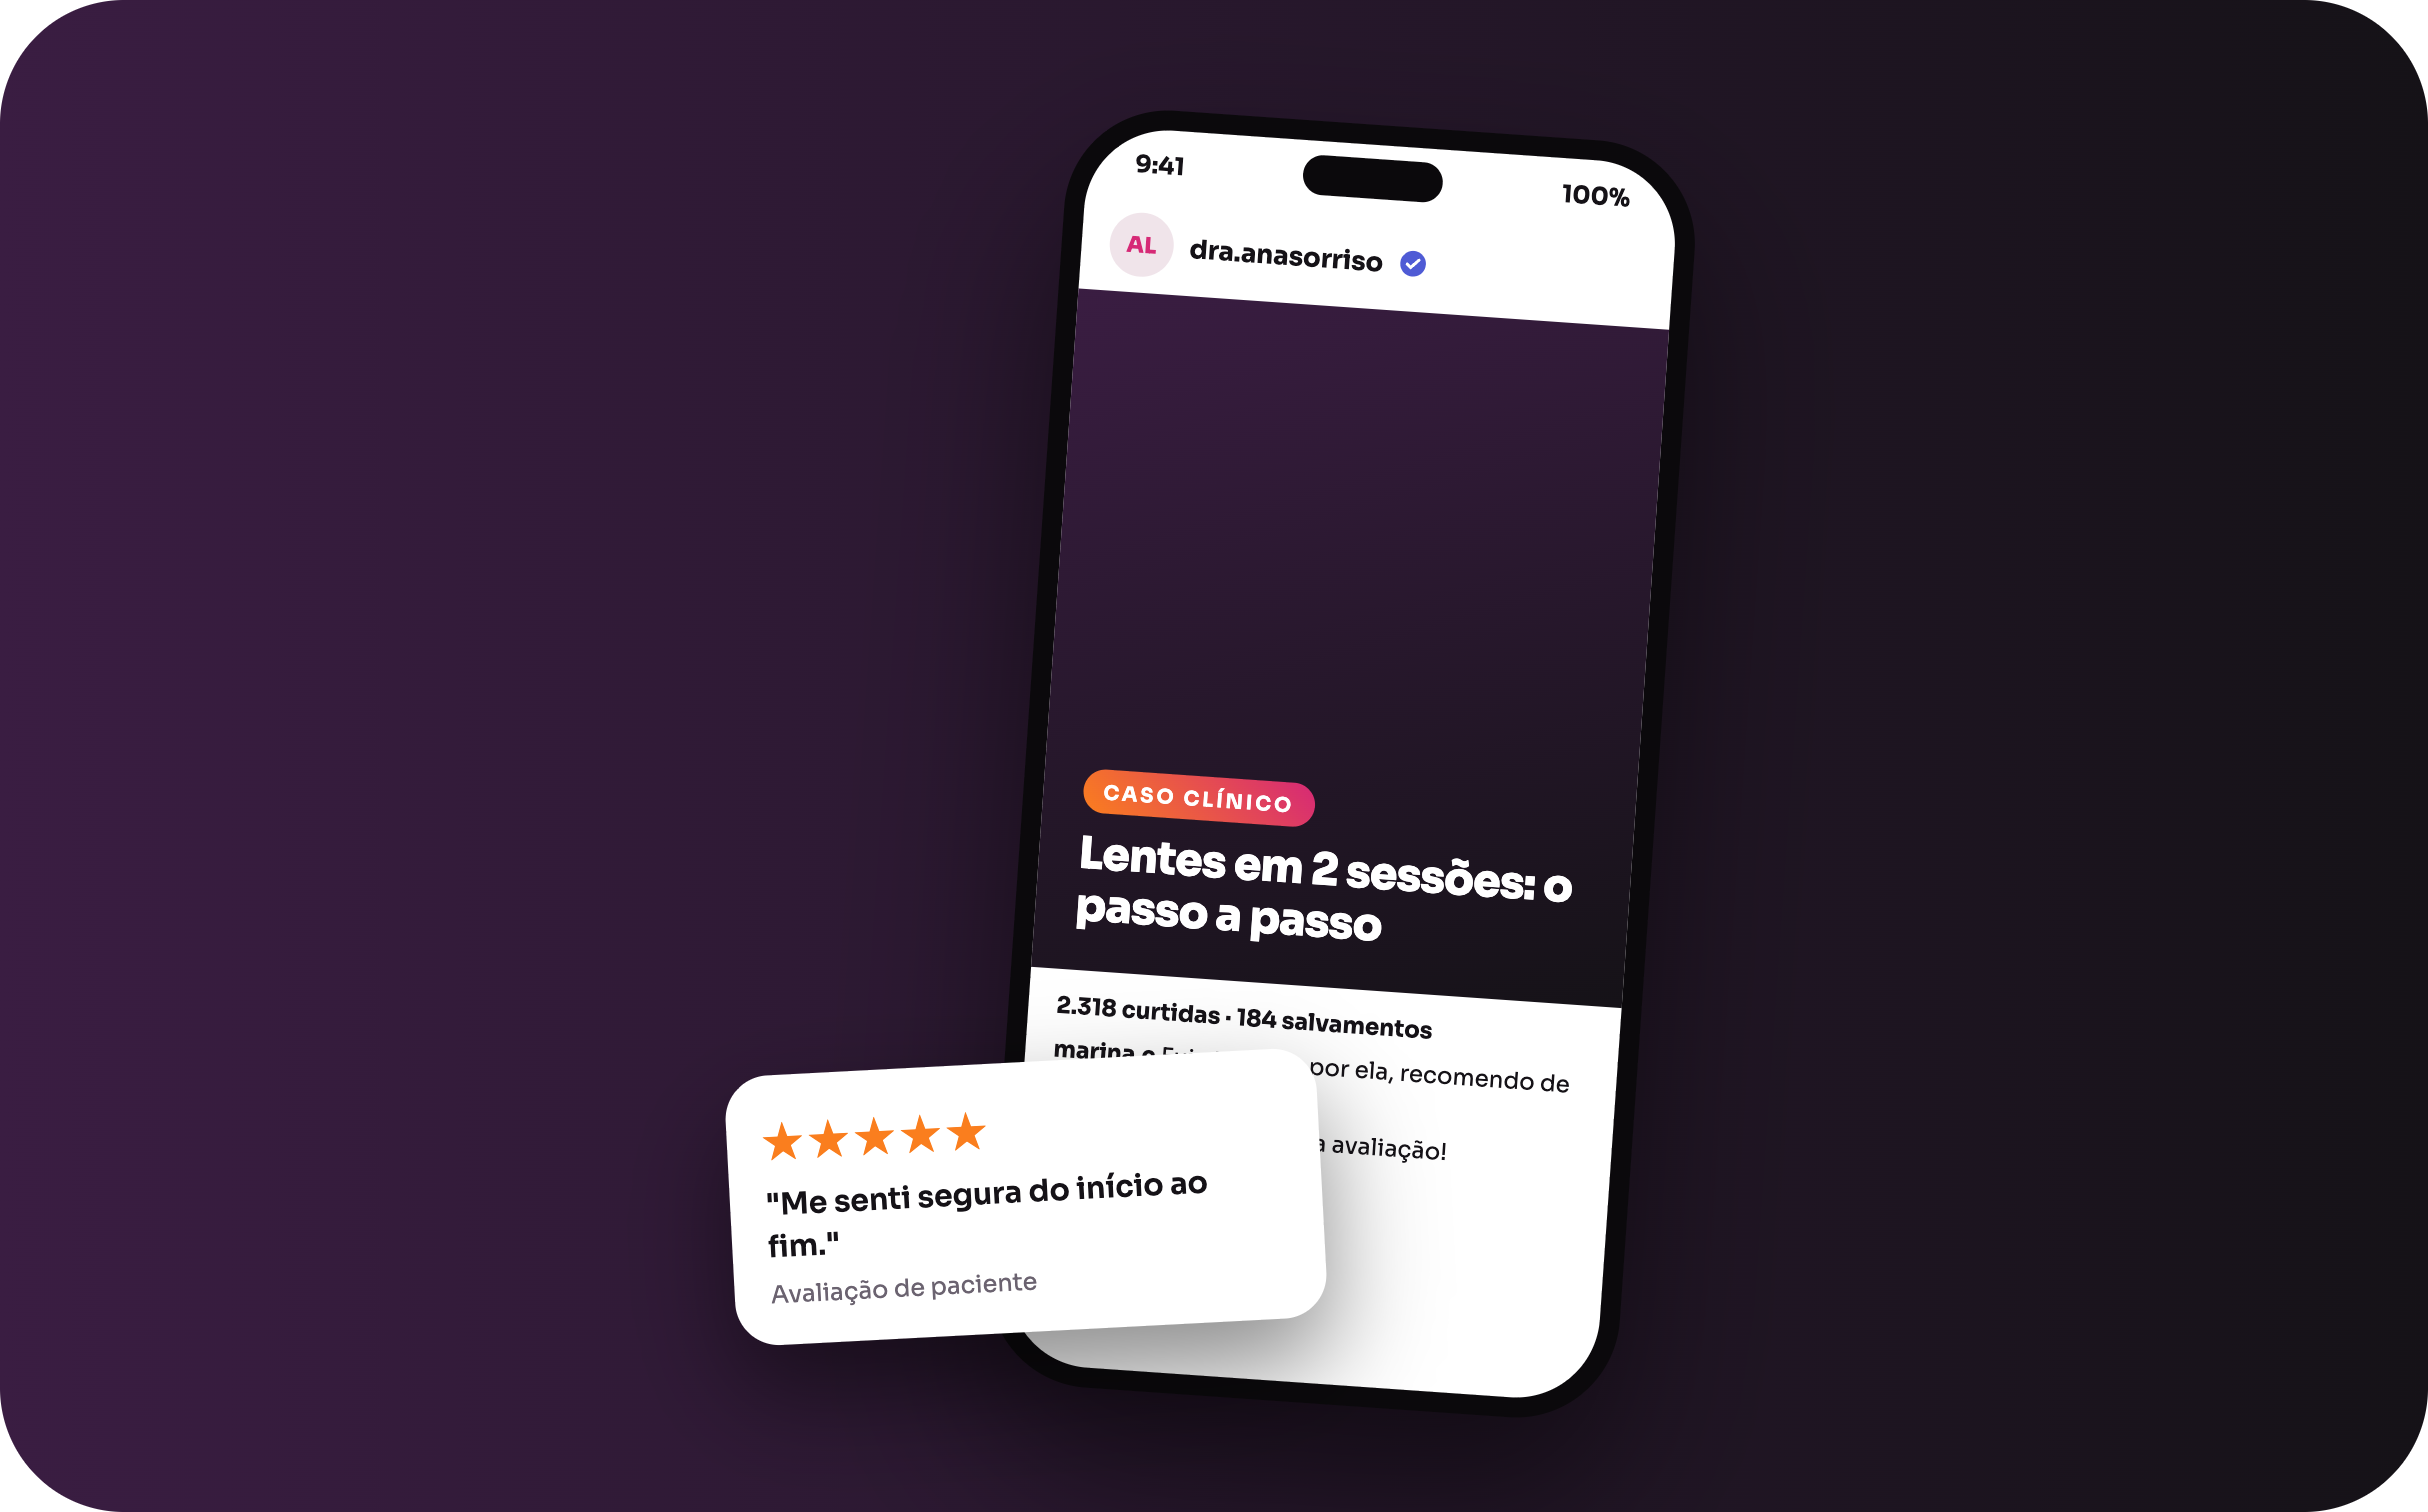 9:41
100%
AL
dra.anasorriso
CASO CLÍNICO
Lentes em 2 sessões: o
passo a passo
2.318 curtidas · 184 salvamentos
por ela, recomendo de
avaliação!
★★★★★
"Me senti segura do início ao
fim."
Avaliação de paciente